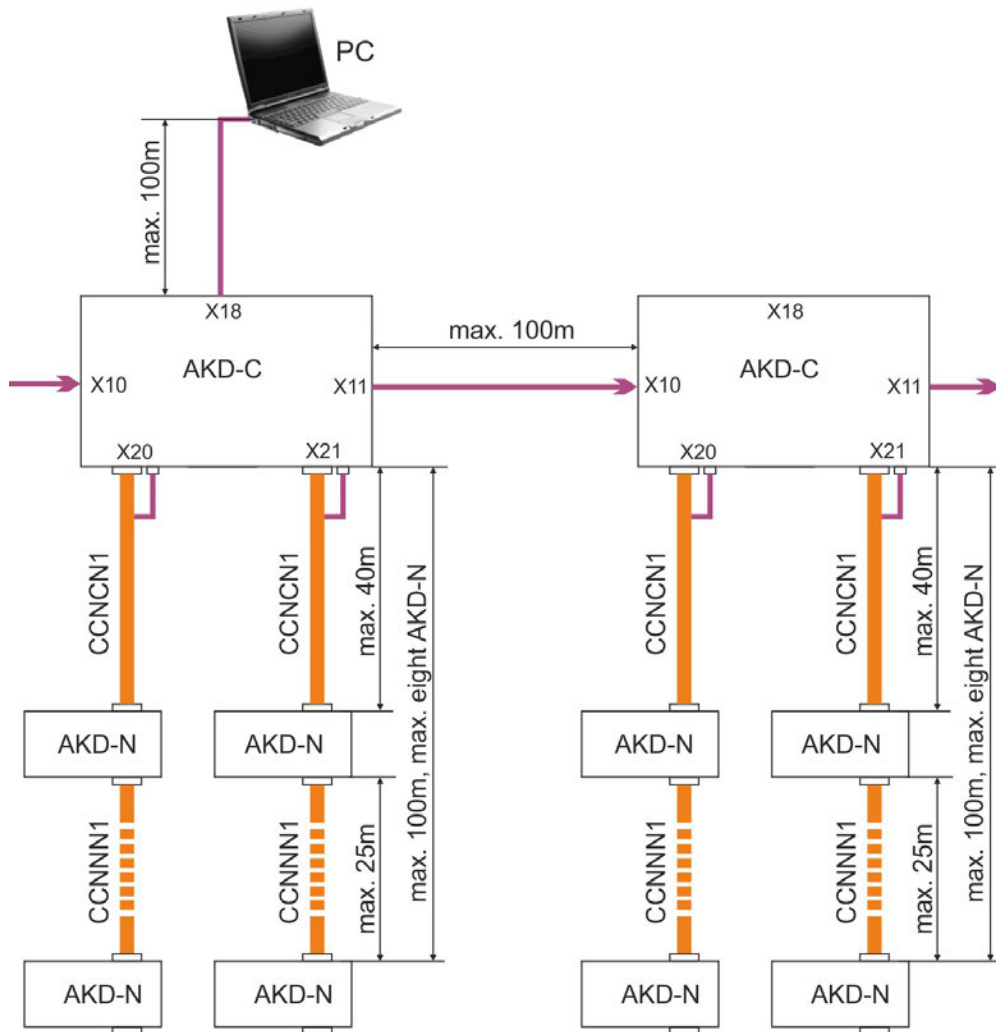 PC
max. 100m
X18
AKD-C
X10
X11
X20
X21
max. 100m
X18
AKD-C
X10
X11
X20
X21
CCNCN1
CCNCN1
max. 40m
max. 100m, max. eight AKD-N
CCNCN1
CCNCN1
max. 40m
max. 100m, max. eight AKD-N
AKD-N
AKD-N
AKD-N
AKD-N
CCNNN1
CCNNN1
max. 25m
CCNNN1
CCNNN1
max. 25m
AKD-N
AKD-N
AKD-N
AKD-N